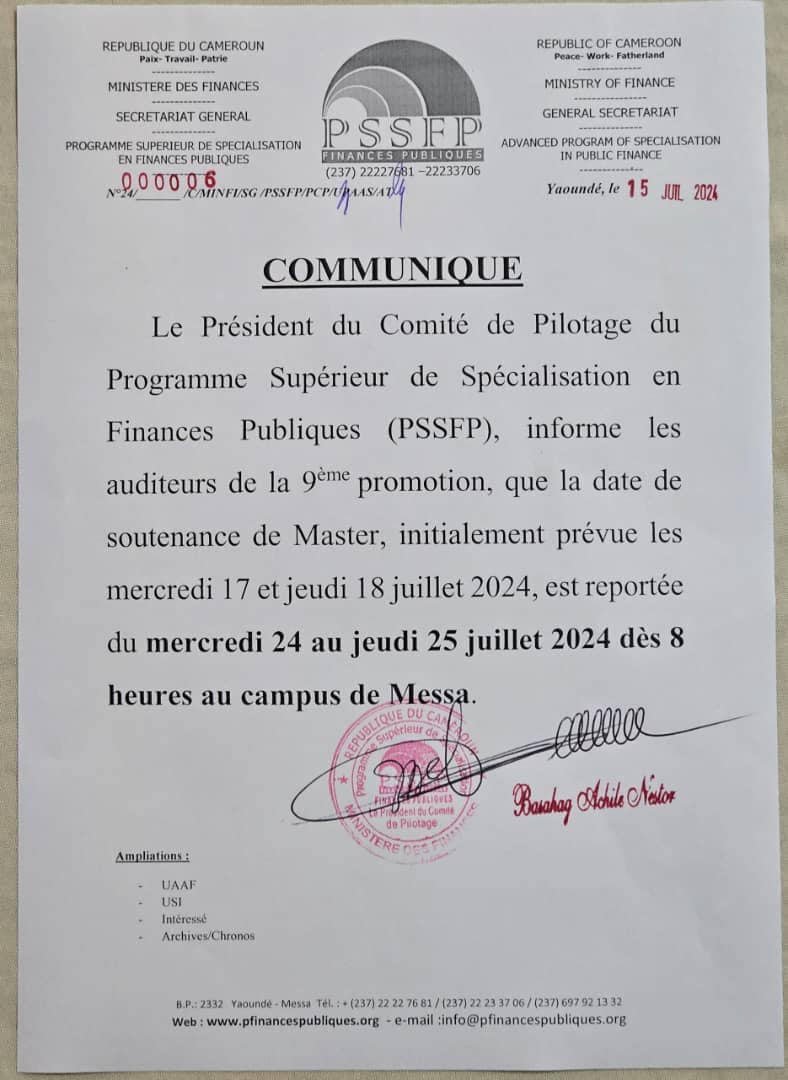 REPUBLIQUE DU CAMEROUN
Paix- Travail- Patrie
--------------
MINISTERE DES FINANCES
--------------
SECRETARIAT GENERAL
--------------
PROGRAMME SUPERIEUR DE SPECIALISATION
EN FINANCES PUBLIQUES
000006
N°24/_______ /C/MINFI/SG /PSSFP/PCP/UAAS/AT
PSSFP
FINANCES PUBLIQUES
(237) 22227681 –22233706
REPUBLIC OF CAMEROON
Peace- Work- Fatherland
--------------
MINISTRY OF FINANCE
--------------
GENERAL SECRETARIAT
--------------
ADVANCED PROGRAM OF SPECIALISATION
IN PUBLIC FINANCE
--------------
Yaoundé, le 15 JUIL 2024
COMMUNIQUE
Le Président du Comité de Pilotage du
Programme Supérieur de Spécialisation en
Finances Publiques (PSSFP), informe les
auditeurs de la 9ème promotion, que la date de
soutenance de Master, initialement prévue les
mercredi 17 et jeudi 18 juillet 2024, est reportée
du mercredi 24 au jeudi 25 juillet 2024 dès 8
heures au campus de Messa.
REPUBLIQUE DU CAMEROUN
Programme Supérieur de
FINANCES PUBLIQUES
Le Président du Comité
de Pilotage
MINISTERE DES FINANCES
Basahag Achile Nestor
Ampliations :
- UAAF
- USI
- Intéressé
- Archives/Chronos
B.P.: 2332 Yaoundé - Messa Tél. : + (237) 22 22 76 81 / (237) 22 23 37 06 / (237) 697 92 13 32
Web : www.pfinancespubliques.org - e-mail :info@pfinancespubliques.org